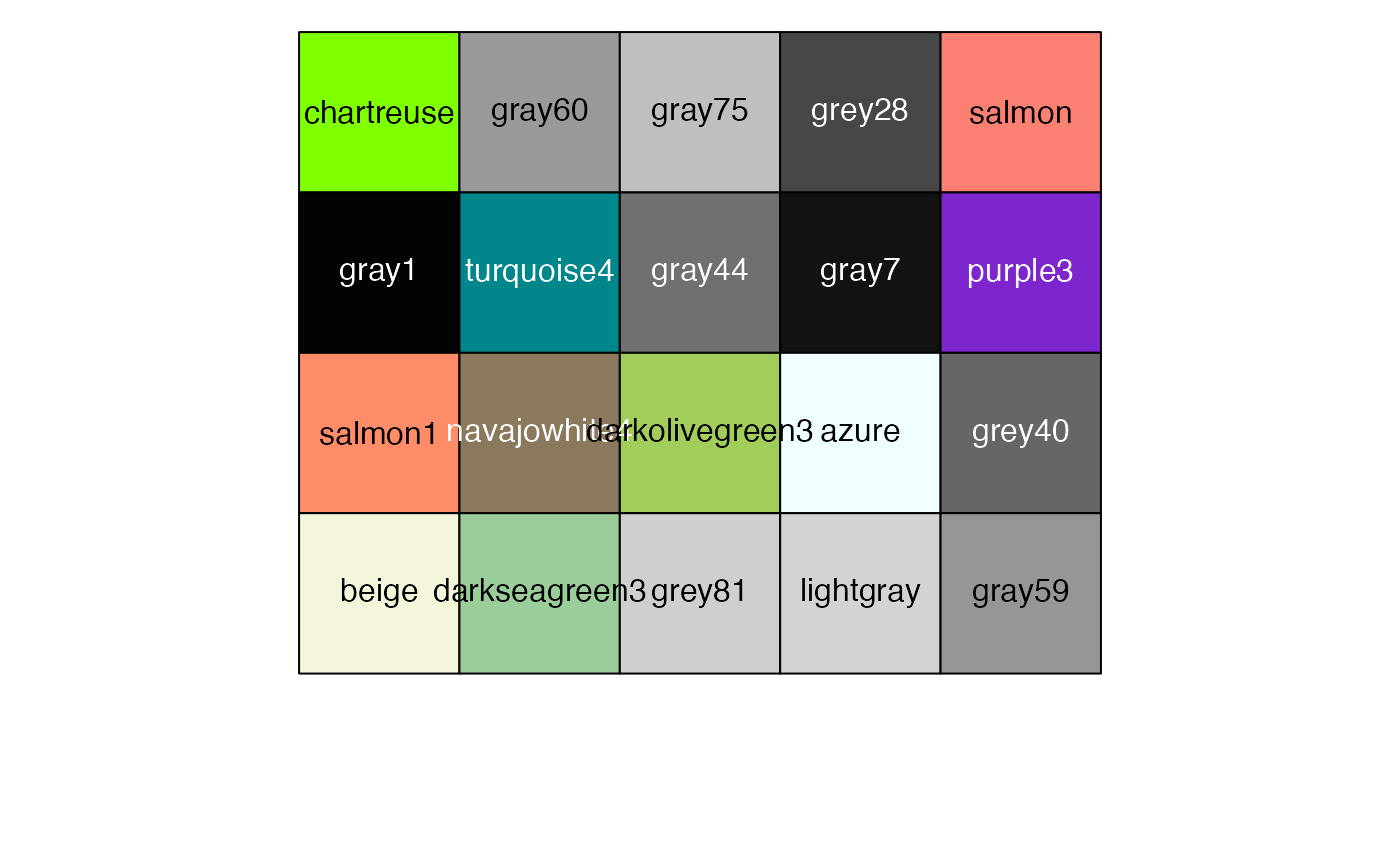 chartreuse gray60 gray75 grey28 salmon
gray1 turquoise4 gray44 gray7 purple3
salmon1 navajowhite4 darkolivegreen3 azure grey40
beige darkseagreen3 grey81 lightgray gray59